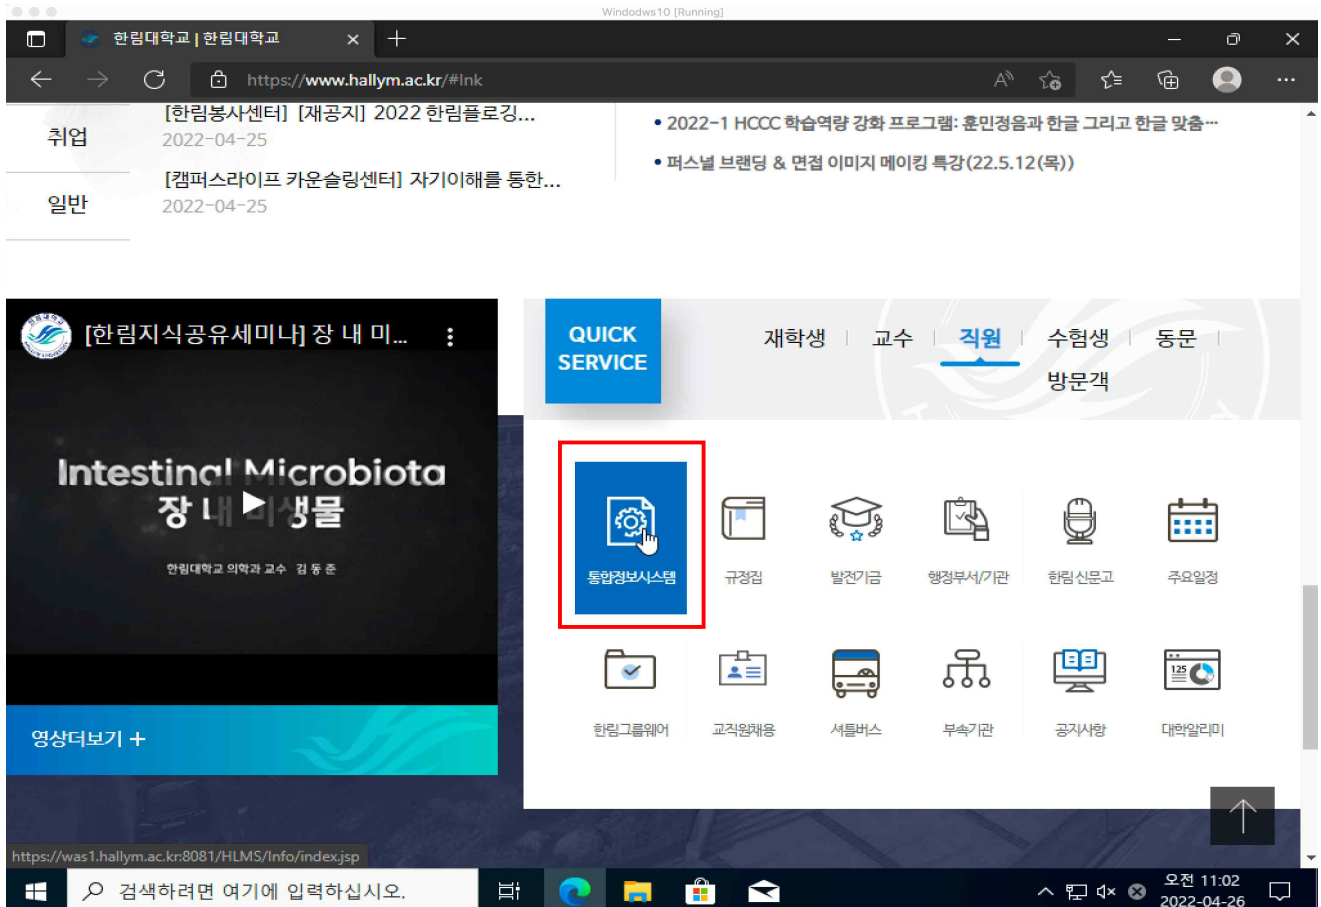 Windodws10 [Running]
한림대학교 | 한림대학교
https://www.hallym.ac.kr/#lnk
취업
[한림봉사센터] [재공지] 2022 한림플로깅...
2022-04-25
일반
[캠퍼스라이프 카운슬링센터] 자기이해를 통한...
2022-04-25
• 2022-1 HCCC 학습역량 강화 프로그램: 훈민정음과 한글 그리고 한글 맞춤…
• 퍼스널 브랜딩 & 면접 이미지 메이킹 특강(22.5.12(목))
[한림지식공유세미나] 장 내 미...
Intestinal Microbiota
장 내 미생물
한림대학교 의학과 교수 김 동 준
영상더보기 +
QUICK
SERVICE
재학생
교수
직원
수험생
동문
방문객
통합정보시스템
규정집
발전기금
행정부서/기관
한림신문고
주요일정
125
한림그룹웨어
교직원채용
셔틀버스
부속기관
공지사항
대학알리미
https://was1.hallym.ac.kr:8081/HLMS/Info/index.jsp
검색하려면 여기에 입력하십시오.
오전 11:02
2022-04-26